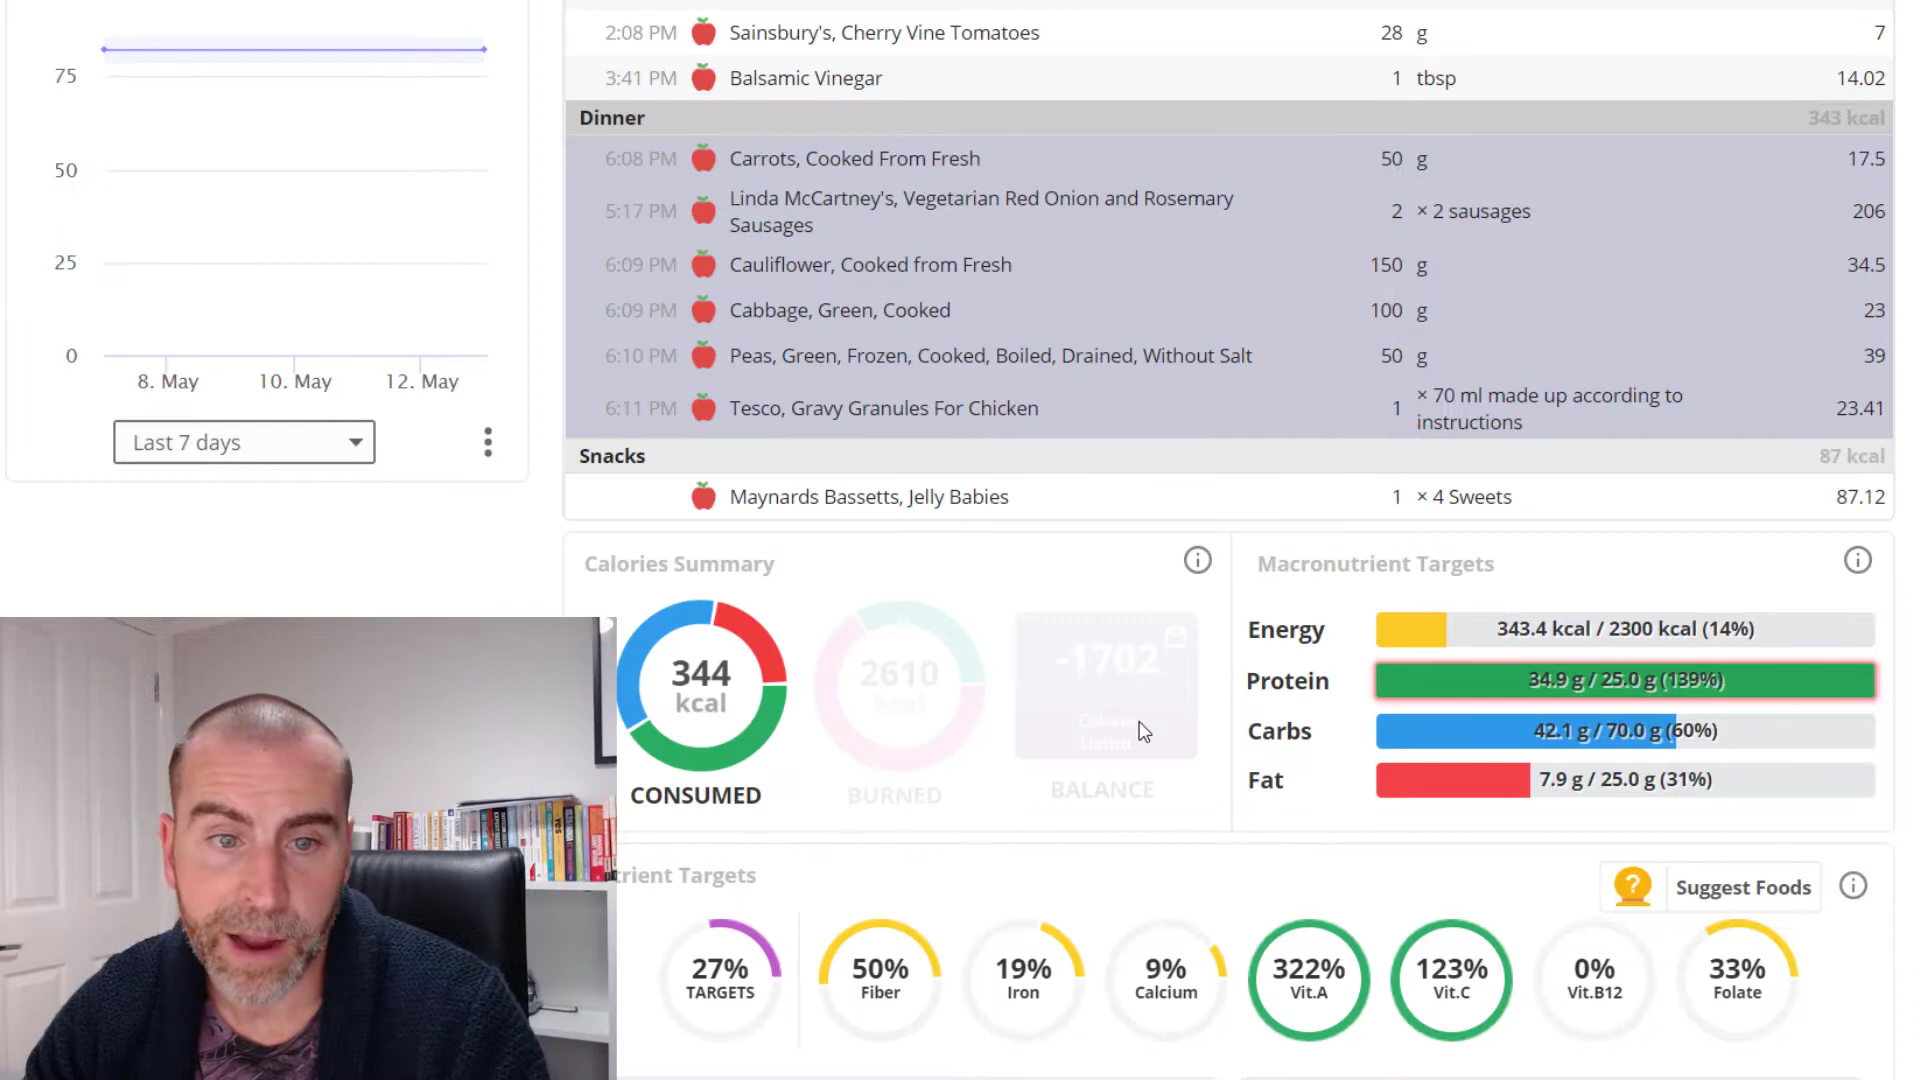 75
50
25
0
8. May
10. May
12. May
Last 7 days
2:08 PM Sainsbury's, Cherry Vine Tomatoes 28 g 7
3:41 PM Balsamic Vinegar 1 tbsp 14.02
Dinner 343 kcal
6:08 PM Carrots, Cooked From Fresh 50 g 17.5
5:17 PM Linda McCartney's, Vegetarian Red Onion and Rosemary
Sausages 2 × 2 sausages 206
6:09 PM Cauliflower, Cooked from Fresh 150 g 34.5
6:09 PM Cabbage, Green, Cooked 100 g 23
6:10 PM Peas, Green, Frozen, Cooked, Boiled, Drained, Without Salt 50 g 39
6:11 PM Tesco, Gravy Granules For Chicken 1 × 70 ml made up according to
instructions 23.41
Snacks 87 kcal
Maynards Bassetts, Jelly Babies 1 × 4 Sweets 87.12
Calories Summary
344
kcal
CONSUMED
2610
kcal
BURNED
-1702
BALANCE
Macronutrient Targets
Energy 343.4 kcal / 2300 kcal (14%)
Protein 34.9 g / 25.0 g (139%)
Carbs 42.1 g / 70.0 g (60%)
Fat 7.9 g / 25.0 g (31%)
rient Targets
Suggest Foods
27%
TARGETS
50%
Fiber
19%
Iron
9%
Calcium
322%
Vit.A
123%
Vit.C
0%
Vit.B12
33%
Folate